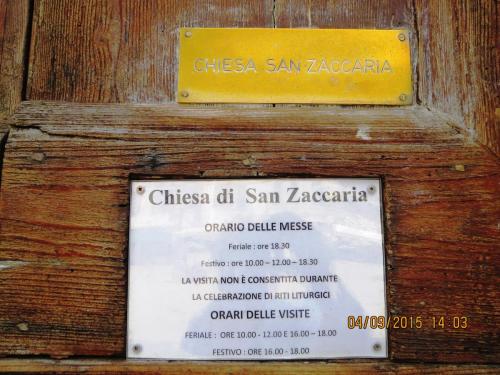 CHIESA SAN ZACCARIA
Chiesa di San Zaccaria
ORARIO DELLE MESSE
Feriale : ore 18.30
Festivo : ore 10.00 – 12.00 – 18.30
LA VISITA NON È CONSENTITA DURANTE
LA CELEBRAZIONE DI RITI LITURGICI
ORARI DELLE VISITE
FERIALE : ORE 10.00 - 12.00 E 16.00 – 18.00
FESTIVO : ORE 16.00 - 18.00
04/09/2015 14:03